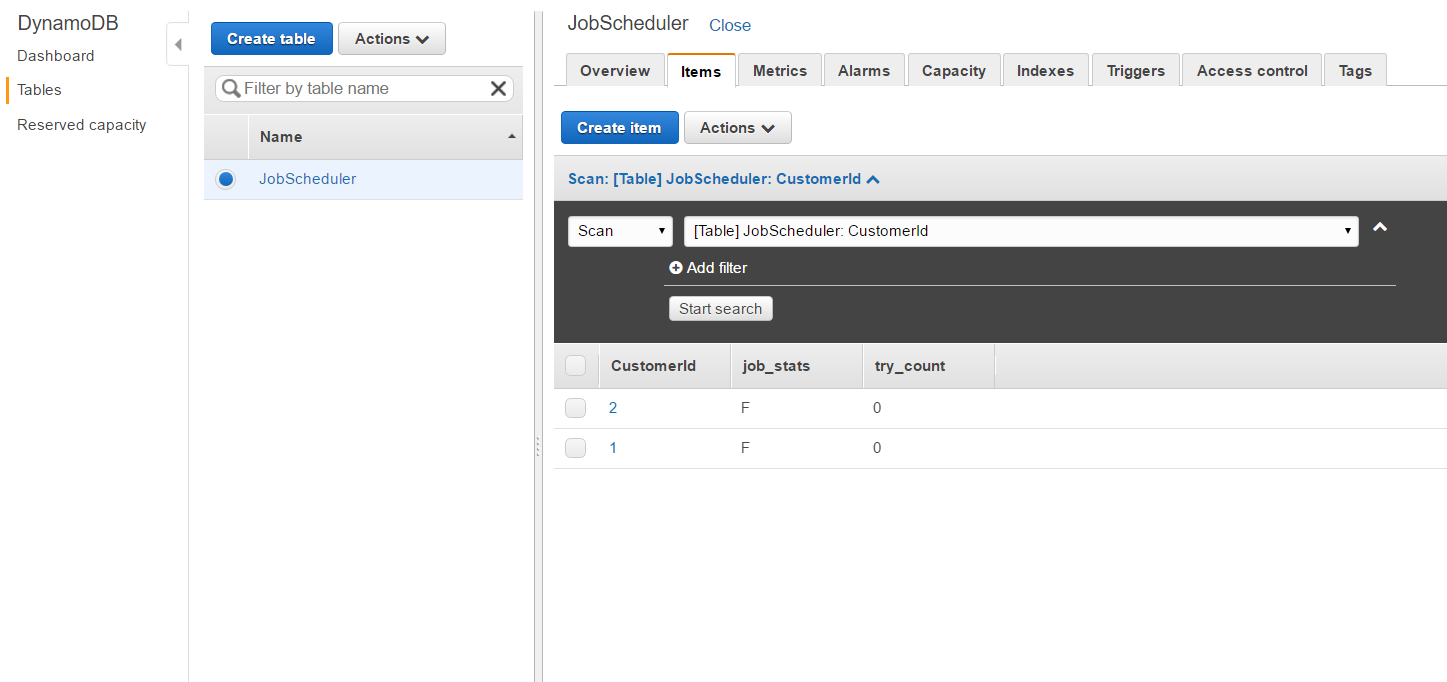 DynamoDB
Dashboard
Tables
Reserved capacity
Create table Actions
Filter by table name
Name
JobScheduler
JobScheduler Close
Overview Items Metrics Alarms Capacity Indexes Triggers Access control Tags
Create item Actions
Scan: [Table] JobScheduler: CustomerId
Scan [Table] JobScheduler: CustomerId
Add filter
Start search
CustomerId job_stats try_count
2 F 0
1 F 0